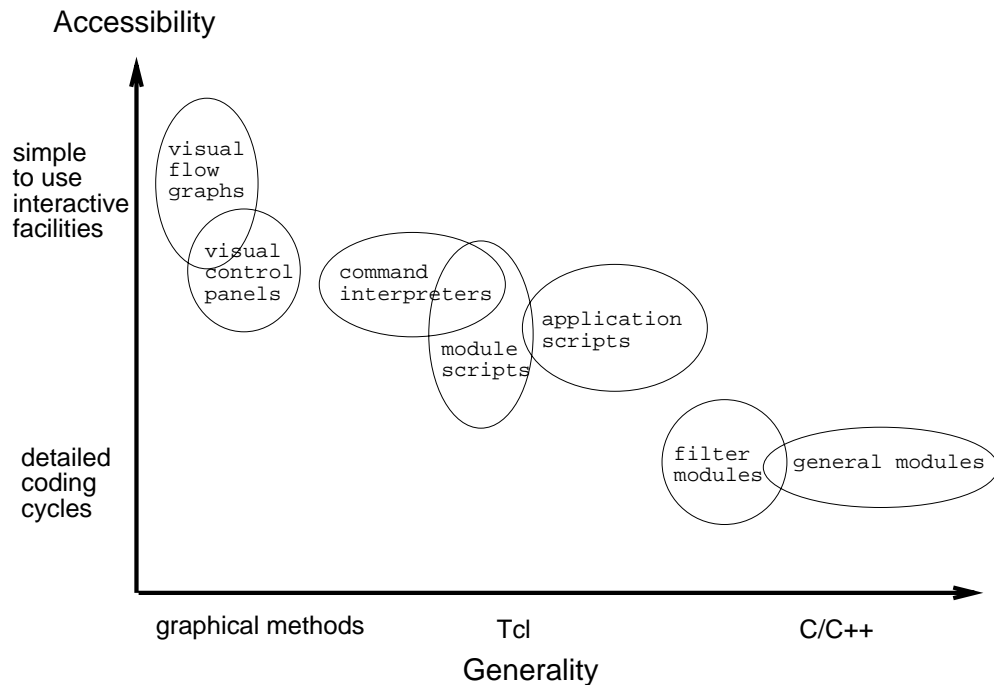 Accessibility
simple
to use
interactive
facilities
visual
flow
graphs
visual
control
panels
command
interpreters
module
scripts
application
scripts
detailed
coding
cycles
filter
modules
general modules
graphical methods
Tcl
C/C++
Generality